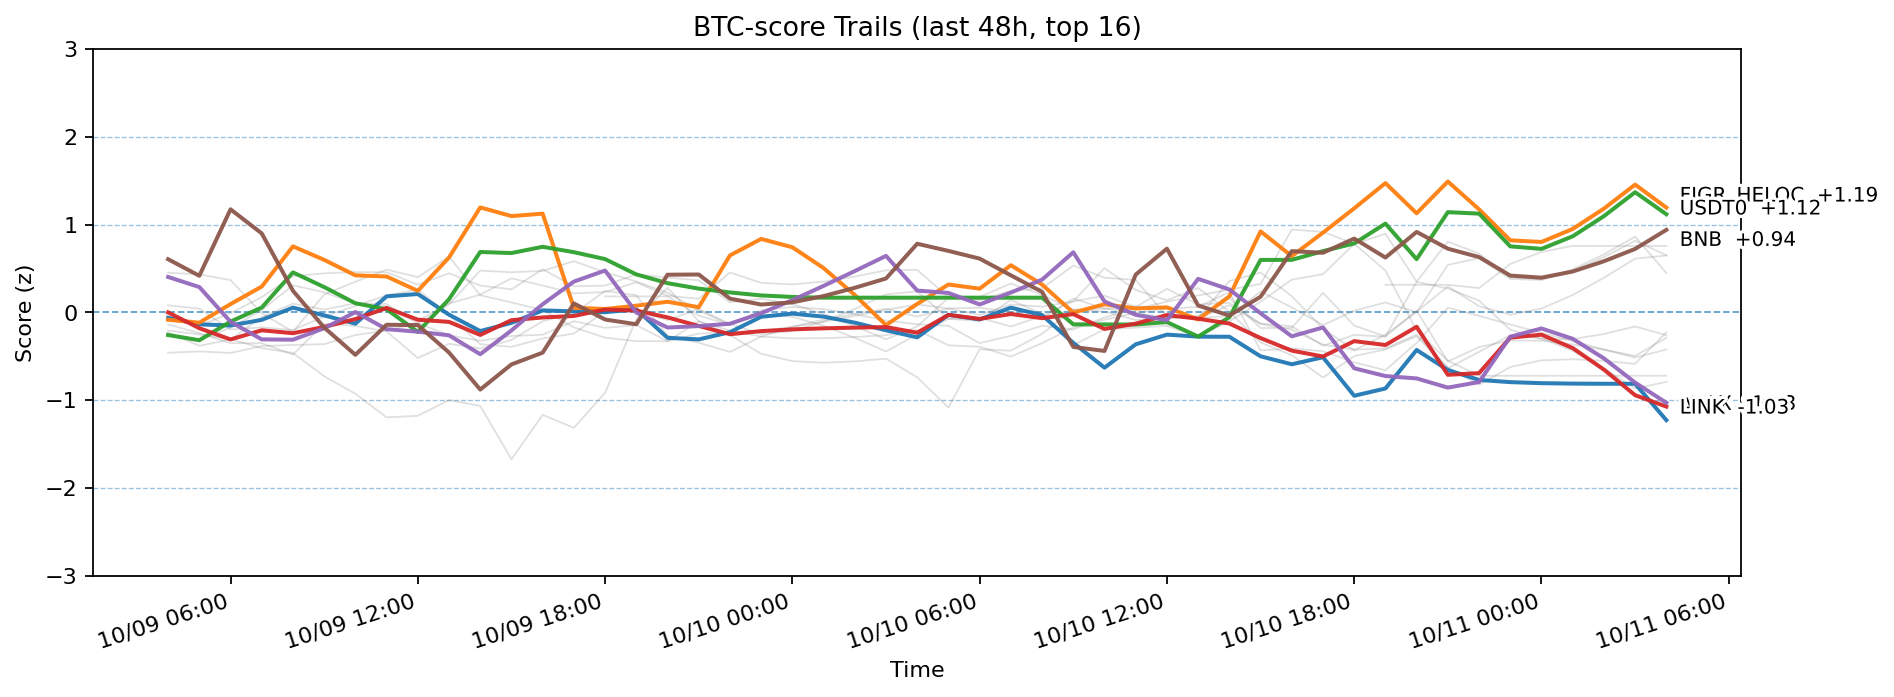 BTC-score Trails (last 48h, top 16)
3
2
1
0
−1
−2
−3
Score (z)
FIGR_HELOC +1.19
USDT0 +1.12
BNB +0.94
LINK -1.03
10/09 06:00
10/09 12:00
10/09 18:00
10/10 00:00
10/10 06:00
10/10 12:00
10/10 18:00
10/11 00:00
10/11 06:00
Time